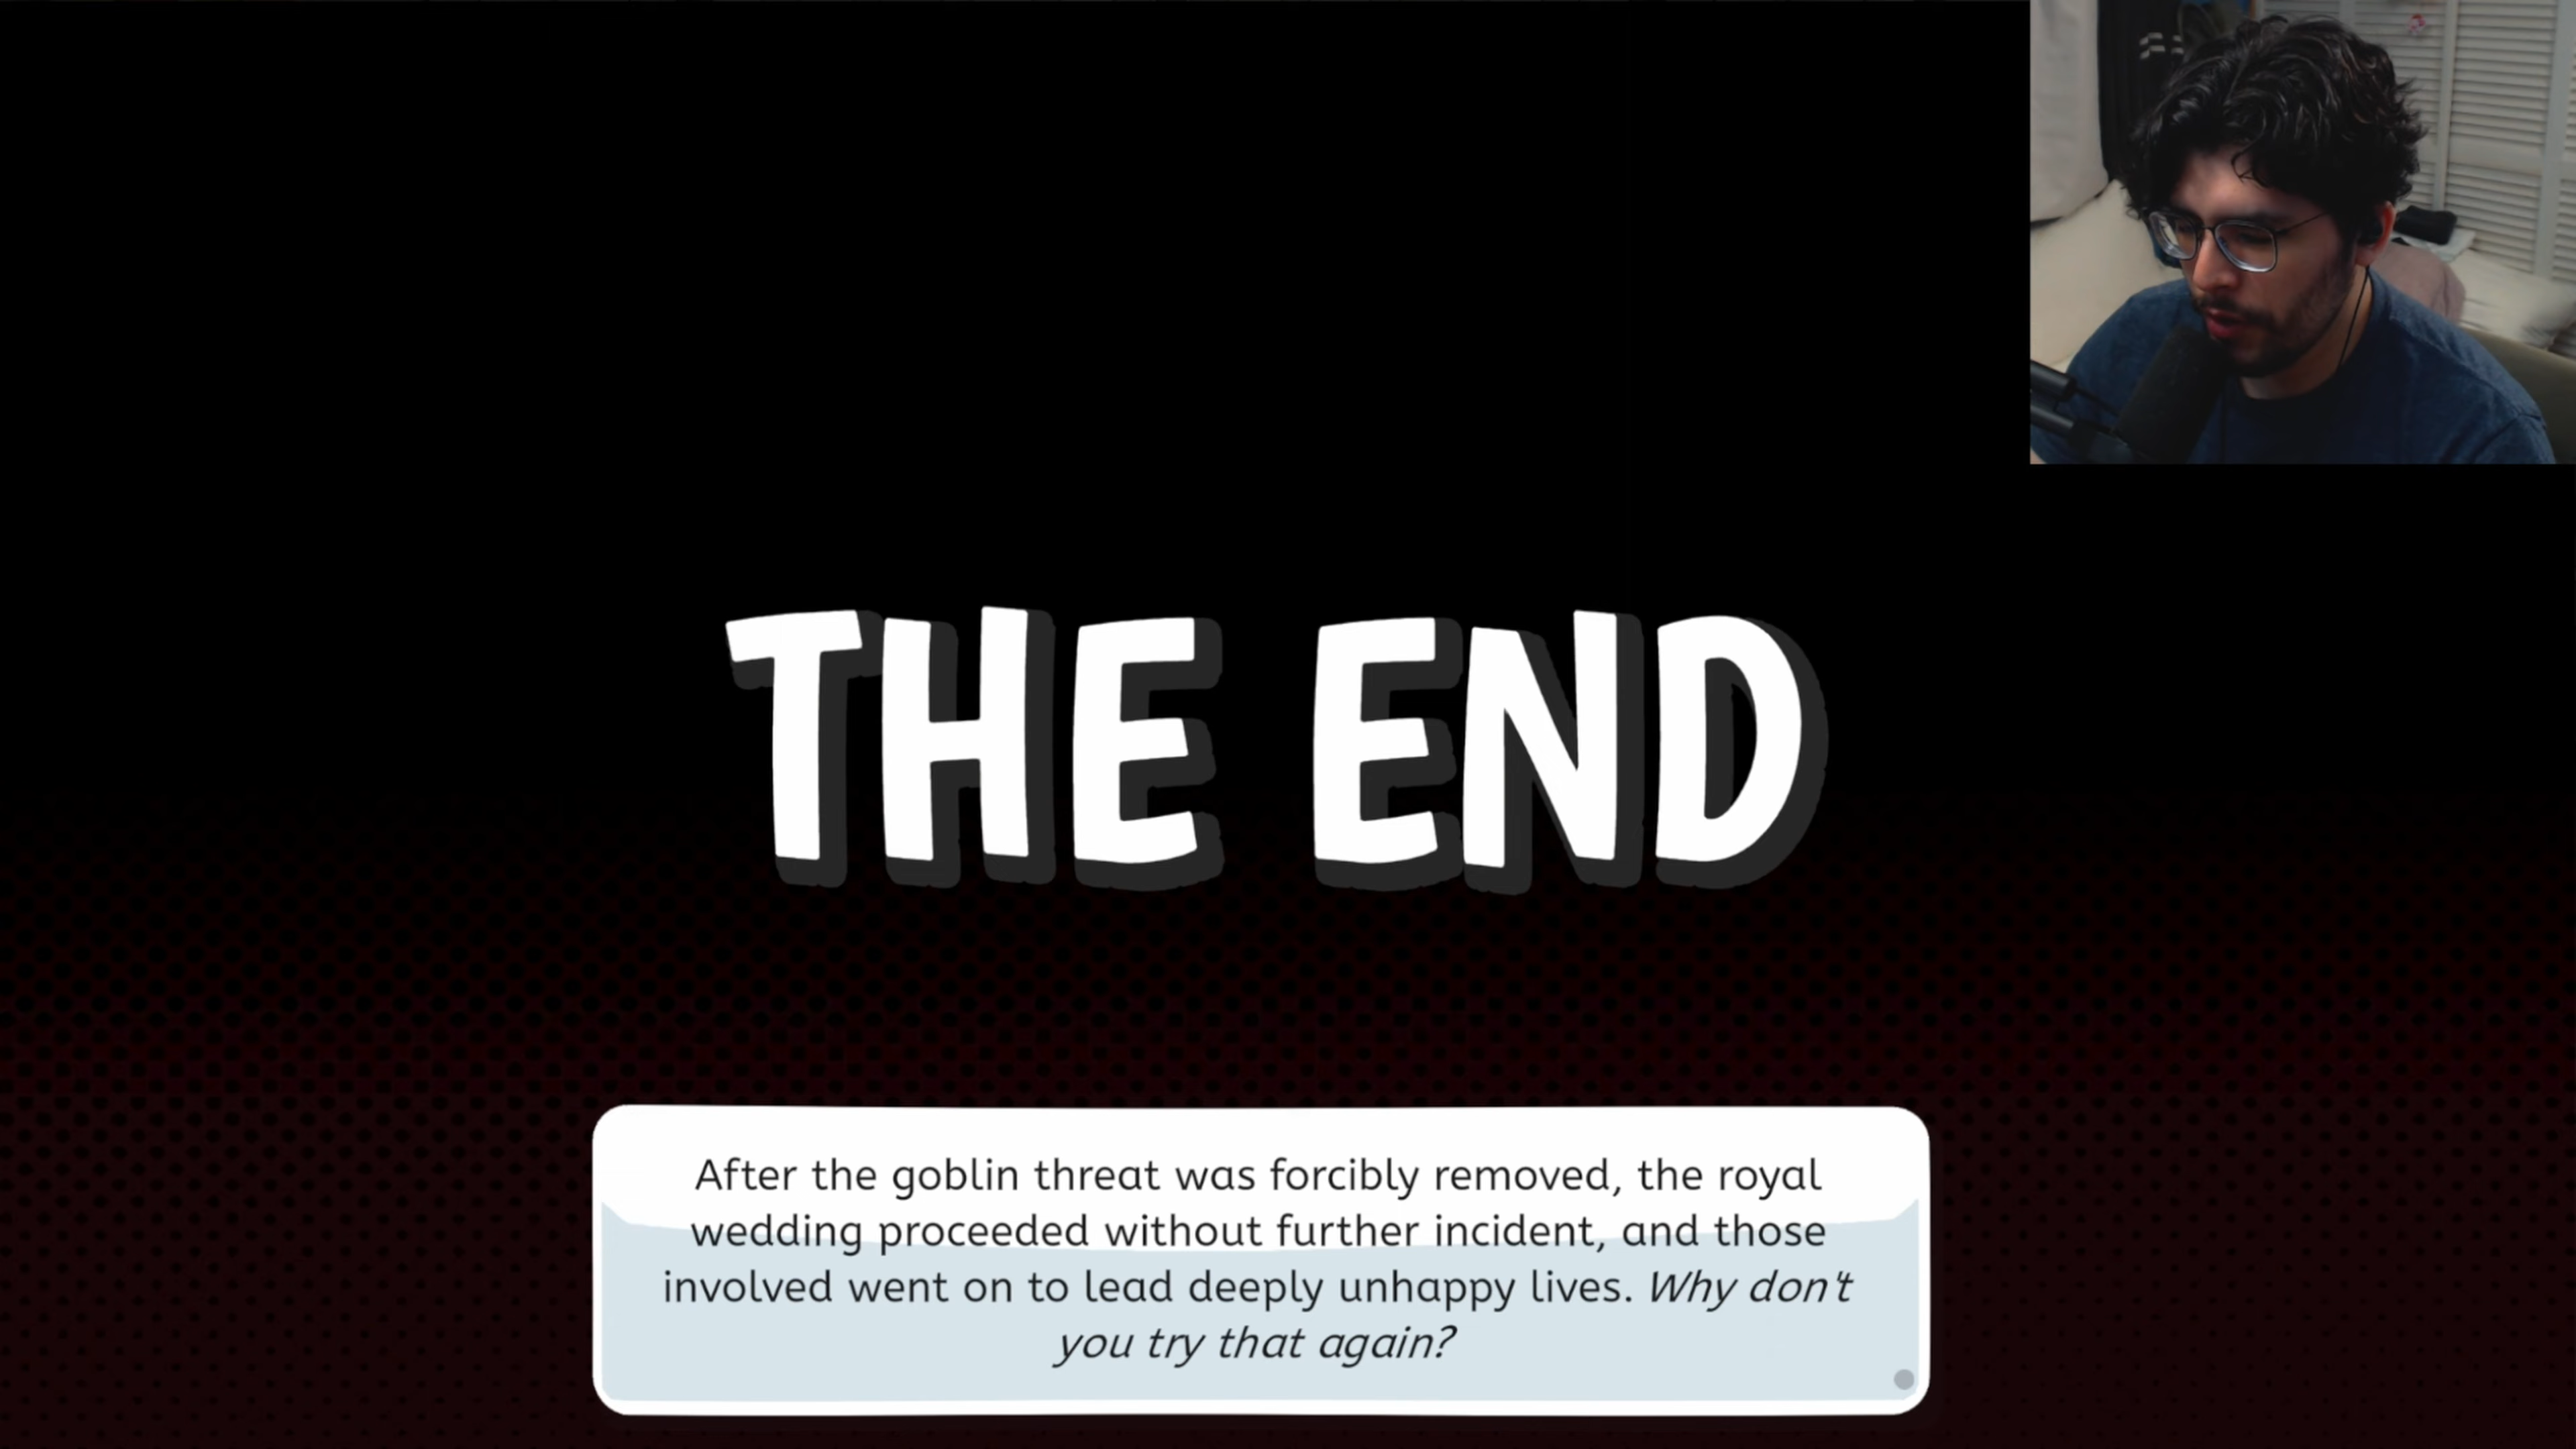 THE END
After the goblin threat was forcibly removed, the royal
wedding proceeded without further incident, and those
involved went on to lead deeply unhappy lives. Why don't
you try that again?